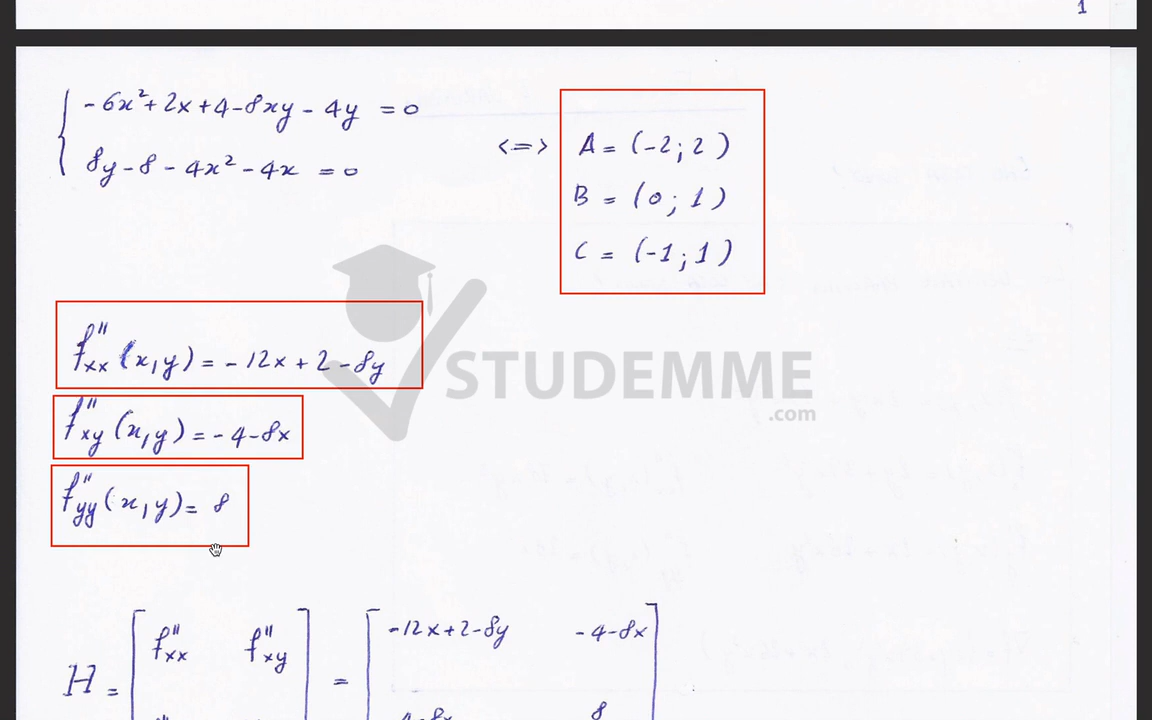 1
-6x²+2x+4-8xy-4y = 0
8y-8-4x²-4x = 0
<=>
A = (-2; 2)
B = (0; 1)
C = (-1; 1)
f''xx (x,y) = -12x+2-8y
STUDEMME
.com
f''xy (x,y) = -4-8x
f''yy (x,y) = 8
H = [ f''xx f''xy ] = [ -12x+2-8y -4-8x
8